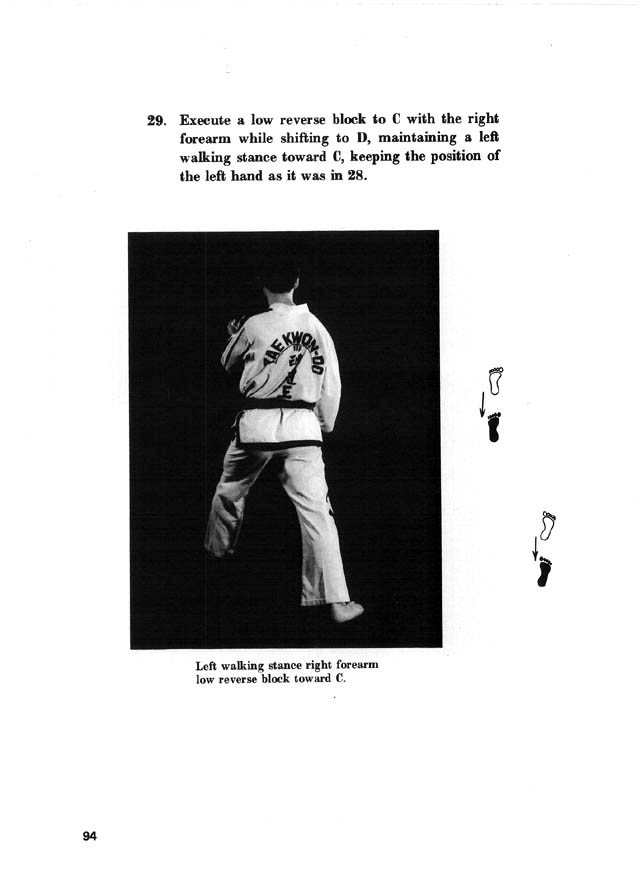 29. Execute a low reverse block to C with the right
forearm while shifting to D, maintaining a left
walking stance toward C, keeping the position of
the left hand as it was in 28.
TAEKWON-DO
Left walking stance right forearm
low reverse block toward C.
94